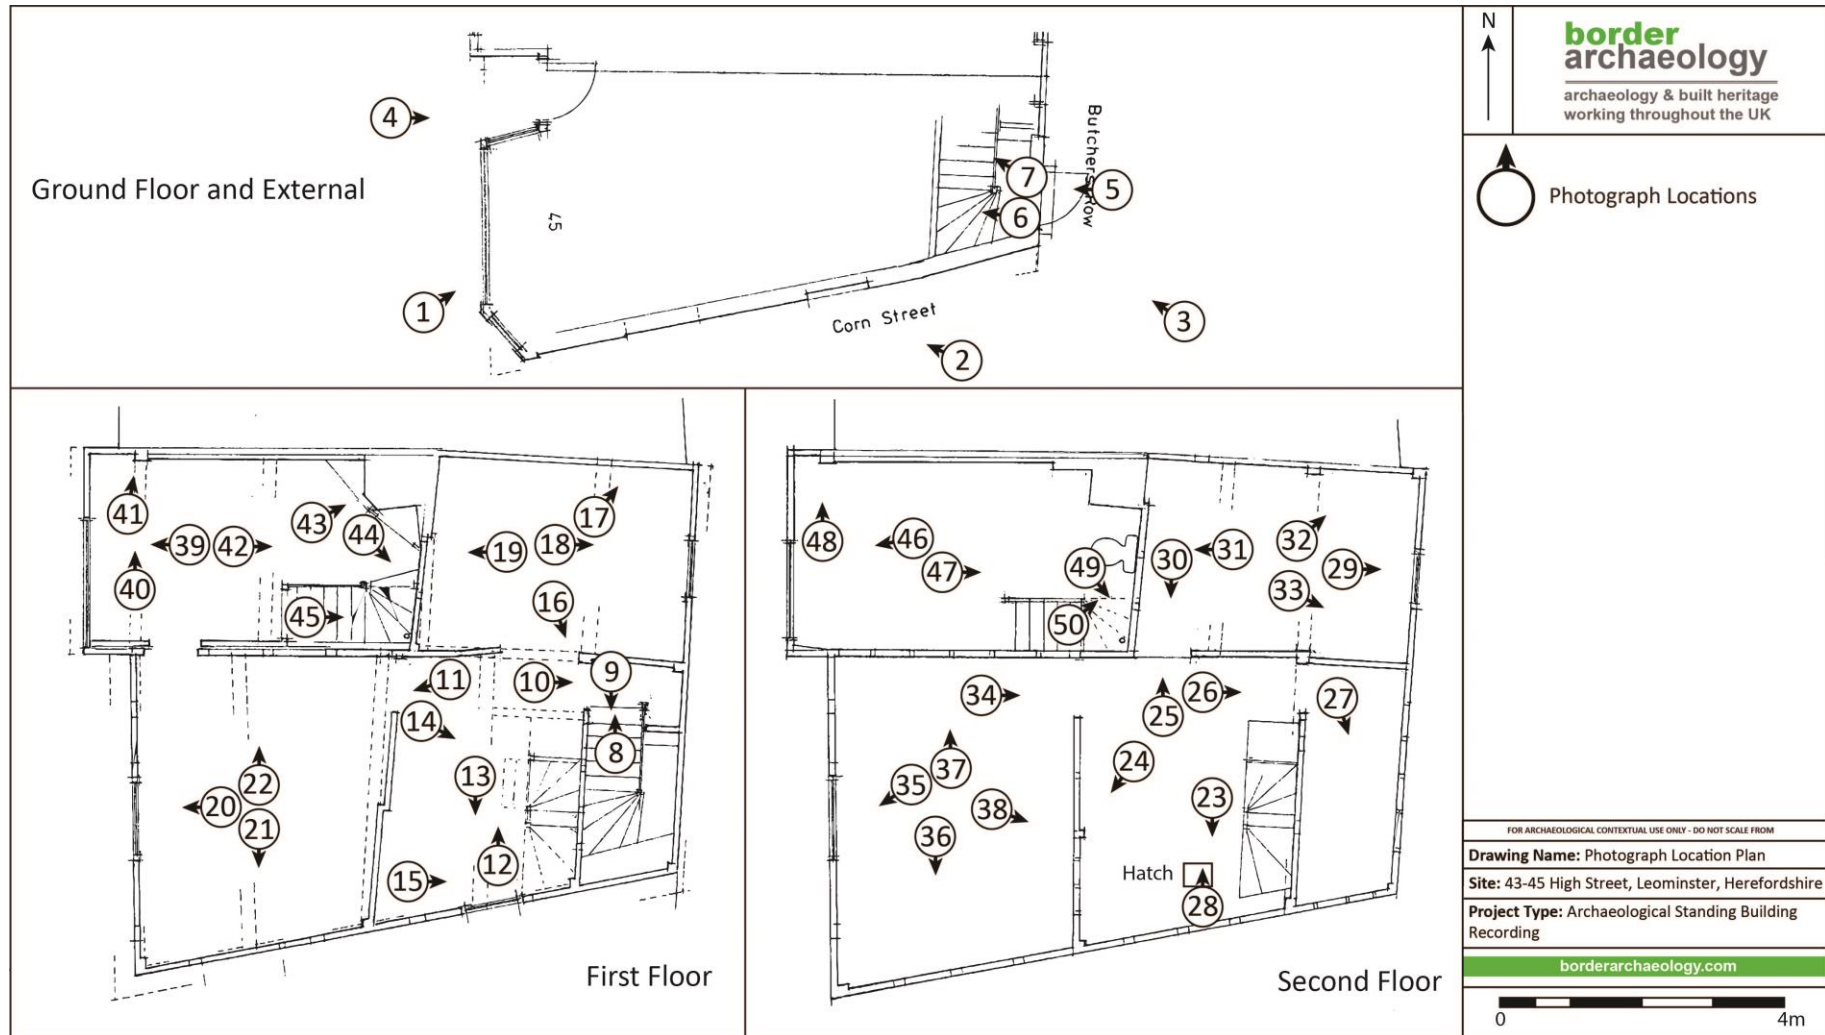 4
Ground Floor and External
45
1
Corn Street
2
3
7
6
5
Butchers Row
41
39
42
43
44
40
45
19
18
17
16
11
10
9
14
8
13
22
20
21
15
12
First Floor
48
46
47
49
50
30
31
32
29
33
34
25
26
27
24
35
37
38
36
23
Hatch
28
Second Floor
N
border
archaeology
archaeology & built heritage
working throughout the UK
Photograph Locations
FOR ARCHAEOLOGICAL CONTEXTUAL USE ONLY - DO NOT SCALE FROM
Drawing Name: Photograph Location Plan
Site: 43-45 High Street, Leominster, Herefordshire
Project Type: Archaeological Standing Building
Recording
borderarchaeology.com
0 4m